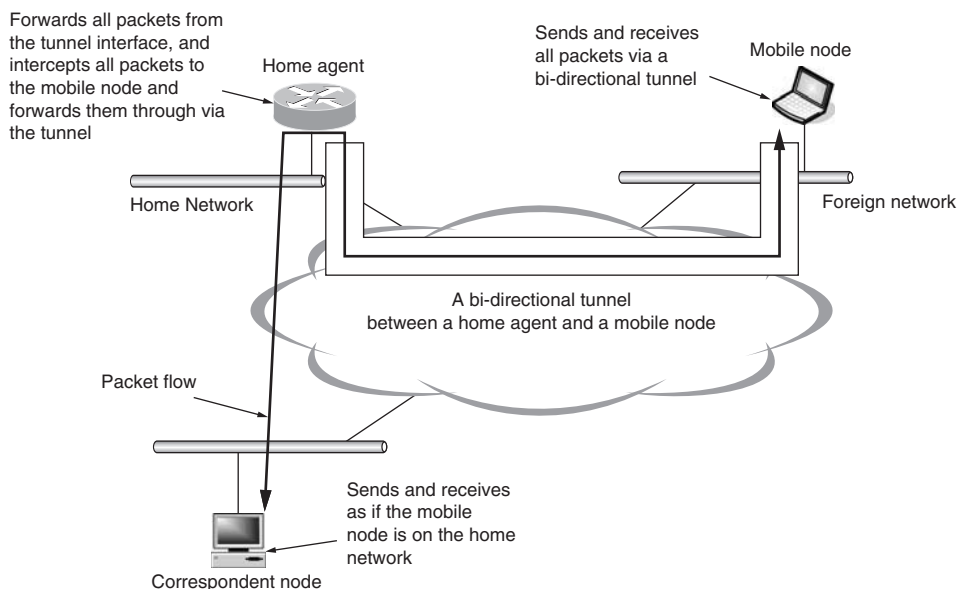 Forwards all packets from
the tunnel interface, and
intercepts all packets to
the mobile node and
forwards them through via
the tunnel
Home agent
Sends and receives
all packets via a
bi-directional tunnel
Mobile node
Home Network
Foreign network
A bi-directional tunnel
between a home agent and a mobile node
Packet flow
Sends and receives
as if the mobile
node is on the home
network
Correspondent node